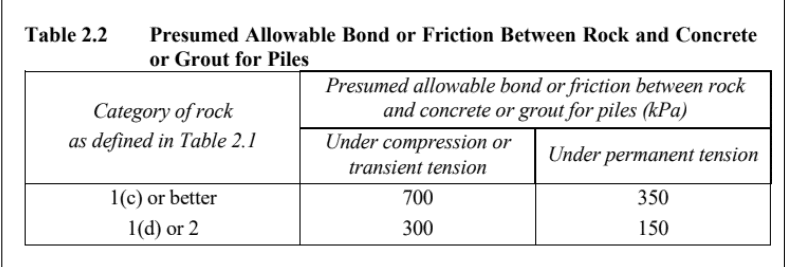 Table 2.2 Presumed Allowable Bond or Friction Between Rock and Concrete
or Grout for Piles
Category of rock
as defined in Table 2.1
Presumed allowable bond or friction between rock
and concrete or grout for piles (kPa)
Under compression or
transient tension
Under permanent tension
1(c) or better 700 350
1(d) or 2 300 150